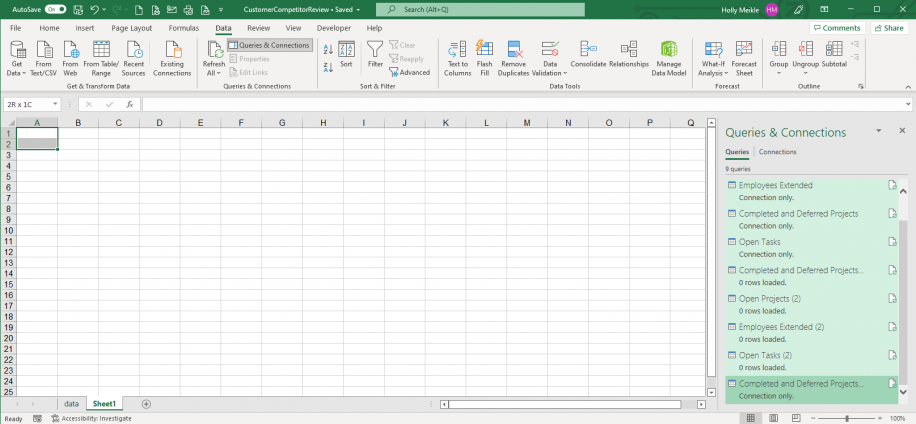 AutoSave On CustomerCompetitorReview • Saved Search (Alt+Q) Holly Meikle HM
File Home Insert Page Layout Formulas Data Review View Developer Help Comments Share
Get Data From Text/CSV From Web From Table/ Range Recent Sources Existing Connections
Get & Transform Data
Refresh All Queries & Connections Properties Edit Links
Queries & Connections
Sort Filter Clear Reapply Advanced
Sort & Filter
Text to Columns Flash Fill Remove Duplicates Data Validation Consolidate Relationships Manage Data Model
Data Tools
What-If Analysis Forecast Sheet
Forecast
Group Ungroup Subtotal
Outline
2R x 1C fx
A B C D E F G H I J K L M N O P Q
1
2
3
4
5
6
7
8
9
10
11
12
13
14
15
16
17
18
19
20
21
22
23
24
25
Queries & Connections
Queries Connections
9 queries
Employees Extended
Connection only.
Completed and Deferred Projects
Connection only.
Open Tasks
Connection only.
Completed and Deferred Projects...
0 rows loaded.
Open Projects (2)
0 rows loaded.
Employees Extended (2)
0 rows loaded.
Open Tasks (2)
0 rows loaded.
Completed and Deferred Projects...
Connection only.
data Sheet1
Ready Accessibility: Investigate 100%